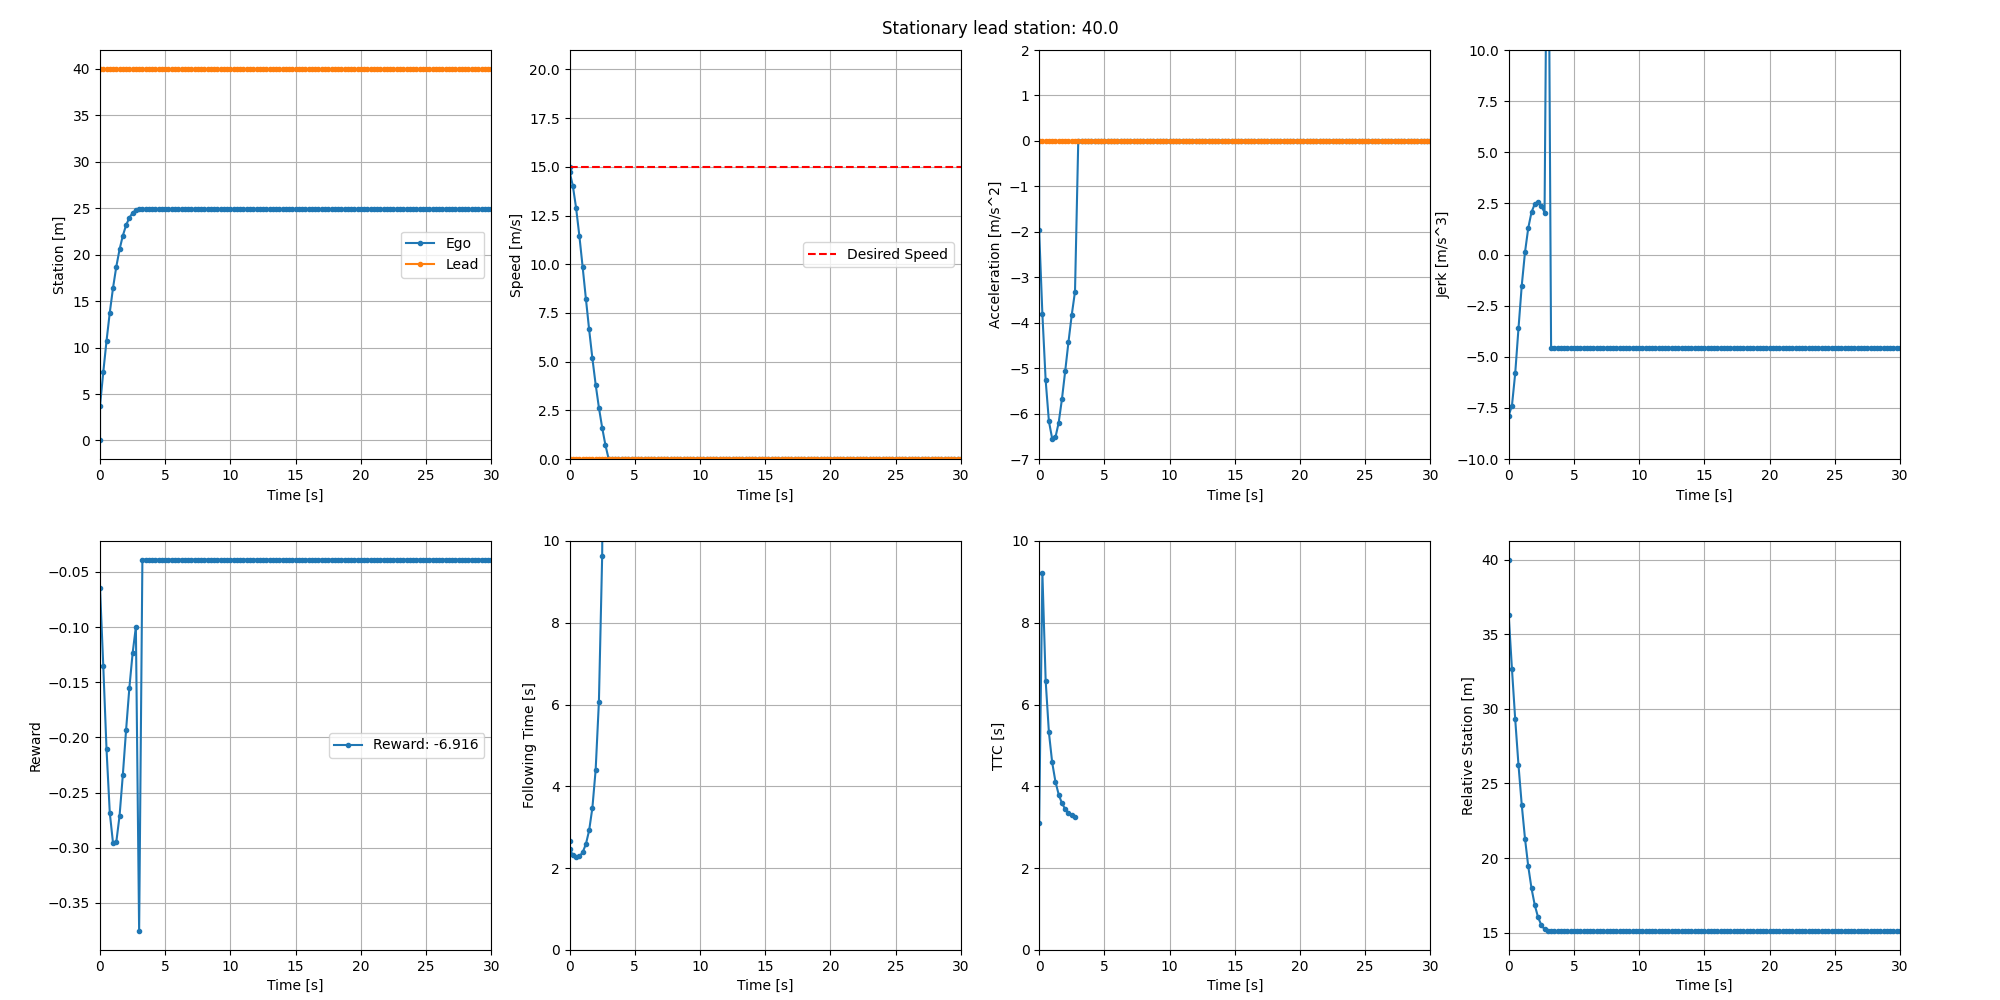 Stationary lead station: 40.0
40
35
30
25
20
15
10
5
0
Station [m]
Ego
Lead
0 5 10 15 20 25 30
Time [s]
20.0
17.5
15.0
12.5
10.0
7.5
5.0
2.5
0.0
Speed [m/s]
Desired Speed
0 5 10 15 20 25 30
Time [s]
2
1
0
−1
−2
−3
−4
−5
−6
−7
Acceleration [m/s^2]
0 5 10 15 20 25 30
Time [s]
10.0
7.5
5.0
2.5
0.0
−2.5
−5.0
−7.5
−10.0
Jerk [m/s^3]
0 5 10 15 20 25 30
Time [s]
−0.05
−0.10
−0.15
−0.20
−0.25
−0.30
−0.35
Reward
Reward: -6.916
0 5 10 15 20 25 30
Time [s]
10
8
6
4
2
0
Following Time [s]
0 5 10 15 20 25 30
Time [s]
10
8
6
4
2
0
TTC [s]
0 5 10 15 20 25 30
Time [s]
40
35
30
25
20
15
Relative Station [m]
0 5 10 15 20 25 30
Time [s]